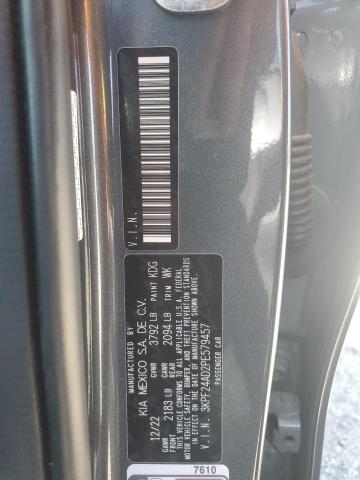 V.I.N.
KIA MEXICO S.A. DE C.V.
12/22 GVWR 3792 LB PAINT KDG
GAWR FRONT 2183 LB GAWR REAR 2094 LB TRIM WK
THIS VEHICLE CONFORMS TO ALL APPLICABLE U.S.A. FEDERAL
MOTOR VEHICLE SAFETY, BUMPER, AND THEFT PREVENTION
STANDARDS IN EFFECT ON THE DATE OF MANUFACTURE SHOWN ABOVE.
V.I.N. 3KPF24AD2PE579457
PASSENGER CAR
7610